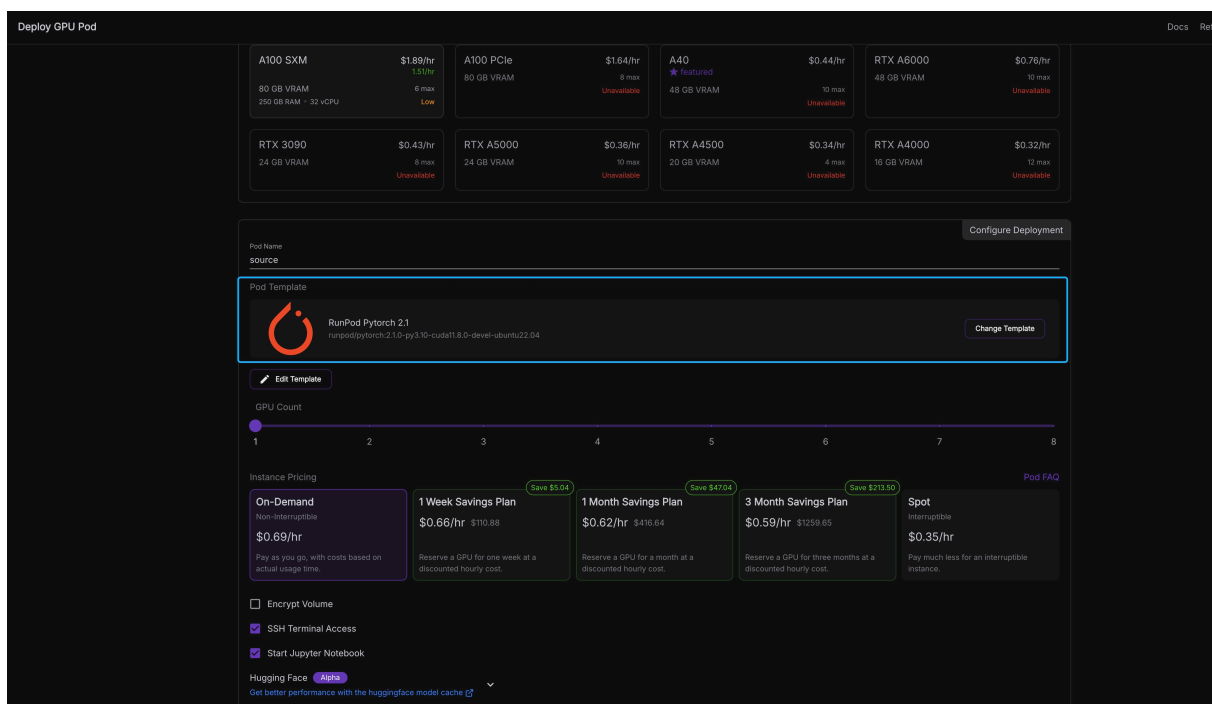 Deploy GPU Pod
Docs
A100 SXM $1.89/hr
1.51/hr
80 GB VRAM 6 max
250 GB RAM • 32 vCPU Low
A100 PCIe $1.64/hr
80 GB VRAM 8 max
Unavailable
A40 $0.44/hr
featured
48 GB VRAM 10 max
Unavailable
RTX A6000 $0.76/hr
48 GB VRAM 10 max
Unavailable
RTX 3090 $0.43/hr
24 GB VRAM 8 max
Unavailable
RTX A5000 $0.36/hr
24 GB VRAM 10 max
Unavailable
RTX A4500 $0.34/hr
20 GB VRAM 4 max
Unavailable
RTX A4000 $0.32/hr
16 GB VRAM 12 max
Unavailable
Configure Deployment
Pod Name
source
Pod Template
RunPod Pytorch 2.1
runpod/pytorch:2.1.0-py3.10-cuda11.8.0-devel-ubuntu22.04
Change Template
Edit Template
GPU Count
1 2 3 4 5 6 7 8
Instance Pricing
Pod FAQ
On-Demand
Non-Interruptible
$0.69/hr
Pay as you go, with costs based on
actual usage time.
Save $5.04
1 Week Savings Plan
$0.66/hr $110.88
Reserve a GPU for one week at a
discounted hourly cost.
Save $47.04
1 Month Savings Plan
$0.62/hr $416.64
Reserve a GPU for a month at a
discounted hourly cost.
Save $213.50
3 Month Savings Plan
$0.59/hr $1259.65
Reserve a GPU for three months at a
discounted hourly cost.
Spot
Interruptible
$0.35/hr
Pay much less for an interruptible
instance.
Encrypt Volume
SSH Terminal Access
Start Jupyter Notebook
Hugging Face Alpha
Get better performance with the huggingface model cache